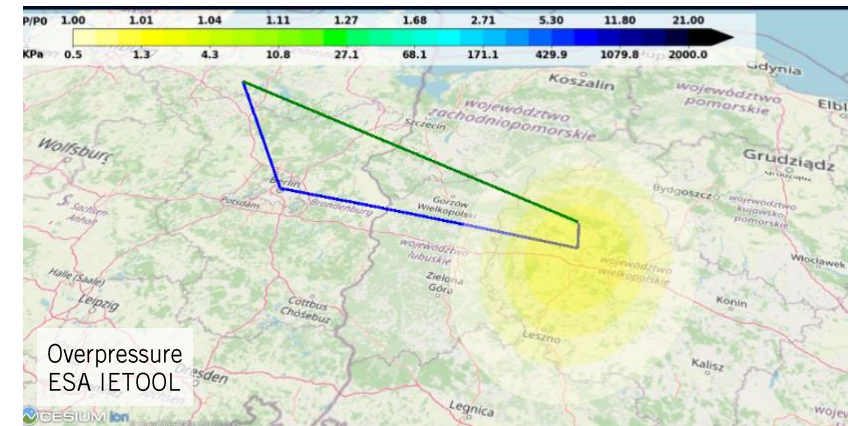 P/P0 1.00 1.01 1.04 1.11 1.27 1.68 2.71 5.30 11.80 21.00
KPa 0.5 1.3 4.3 10.8 27.1 68.1 171.1 429.9 1079.8 2000.0
Gdynia
Koszalin
województwo
pomorskie
Elbl
województwo
zachodniopomorskie
Szczecin
Wolfsburg
Grudziądz
Berlin
Bydgoszcz
Potsdam
Brandenburg
Gorzów
Wielkopolski
województwo
kujawsko
pomorskie
Sachsen-
Anhalt
województwo
lubuskie
województwo
wielkopolskie
Włocławek
Halle (Saale)
Zielona
Góra
Leipzig
Cottbus
Chóśebuz
Konin
Leszno
Kalisz
Dresden
Legnica
wojew
Overpressure
ESA IETOOL
CESIUM ion